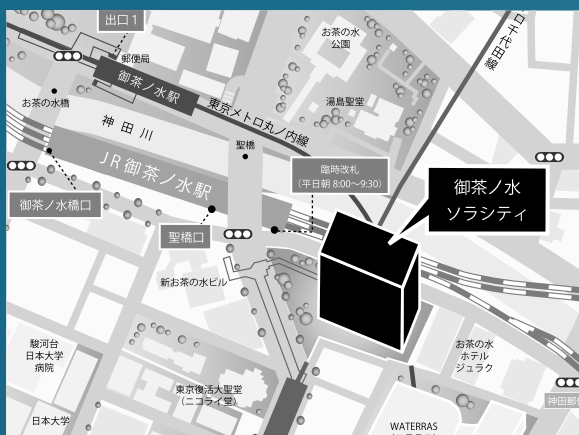 出口1
郵便局
御茶ノ水駅
お茶の水橋
神田川
東京メトロ丸ノ内線
お茶の水
公園
湯島聖堂
千代田線
聖橋
JR御茶ノ水駅
臨時改札
(平日朝 8:00〜9:30)
御茶ノ水
ソラシティ
御茶ノ水橋口
聖橋口
新お茶の水ビル
駿河台
日本大学
病院
お茶の水
ホテル
ジュラク
東京復活大聖堂
(ニコライ堂)
神田郵便
日本大学
WATERRAS